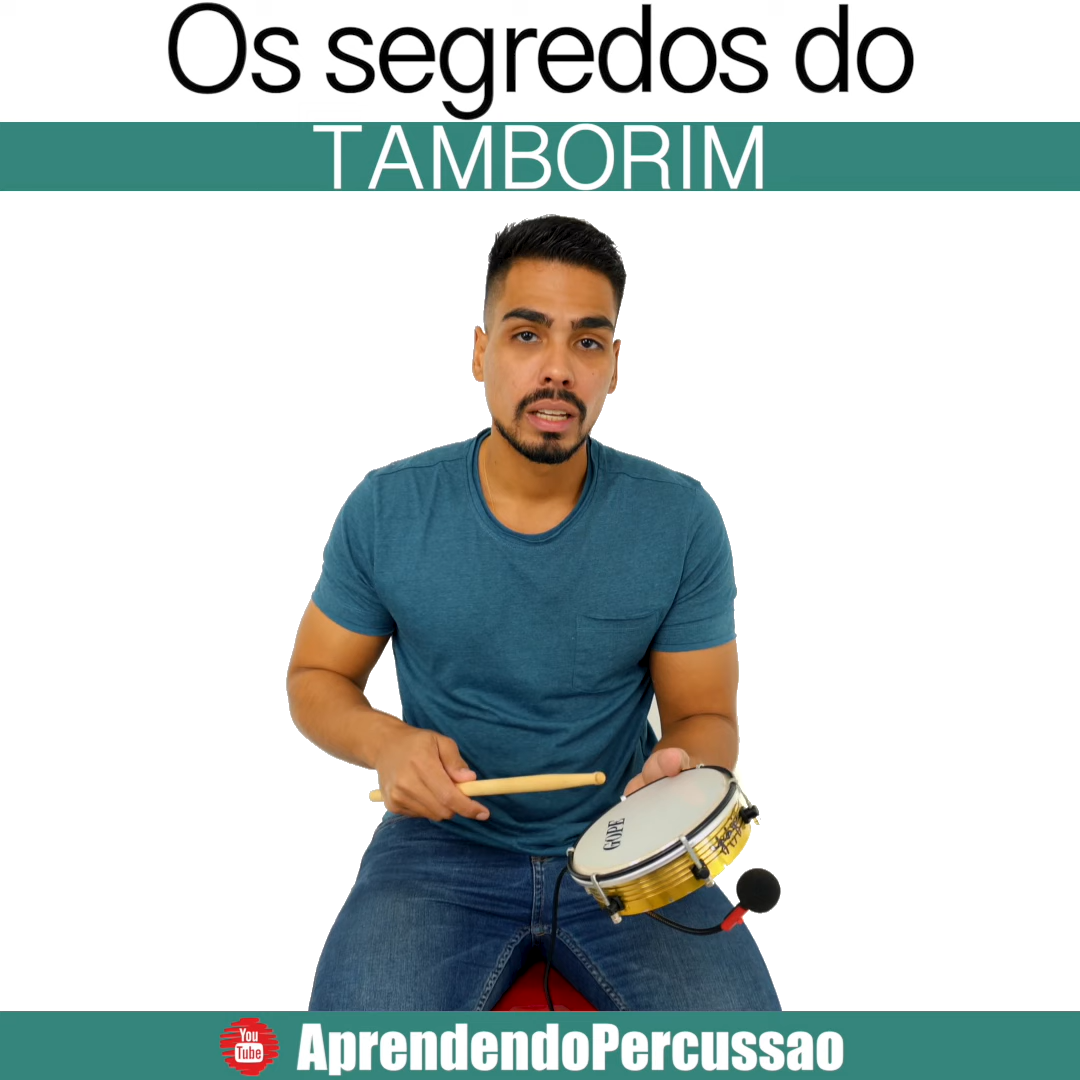 Os segredos do
TAMBORIM
GOPE
You
Tube
AprendendoPercussao